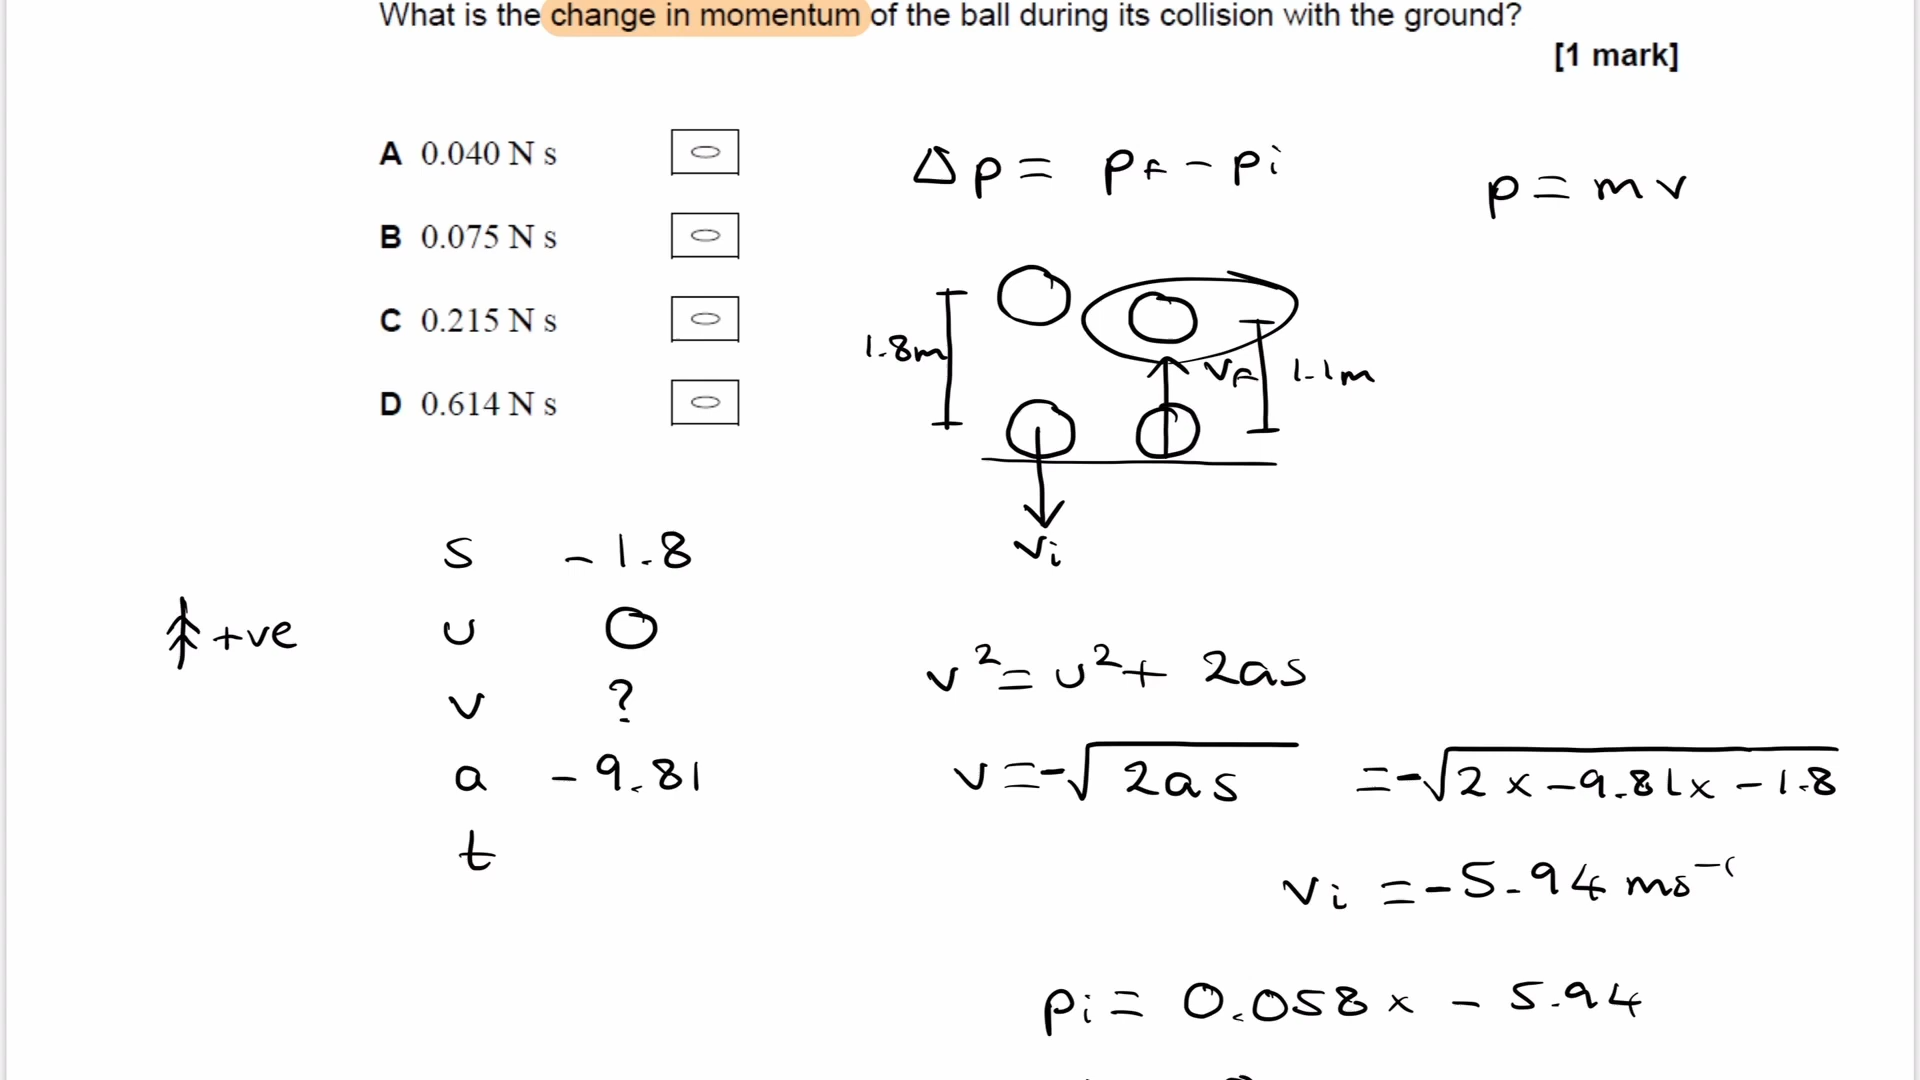 What is the change in momentum of the ball during its collision with the ground?
[1 mark]
A 0.040 N s
B 0.075 N s
C 0.215 N s
D 0.614 N s
Δp = pf - pi
p = mv
1.8m
vf
1.1m
vi
s -1.8
u 0
v ?
a -9.81
t
+ve
v² = u² + 2as
v = -√2as = -√2 x -9.81 x -1.8
vi = -5.94 ms⁻¹
pi = 0.058 x - 5.94